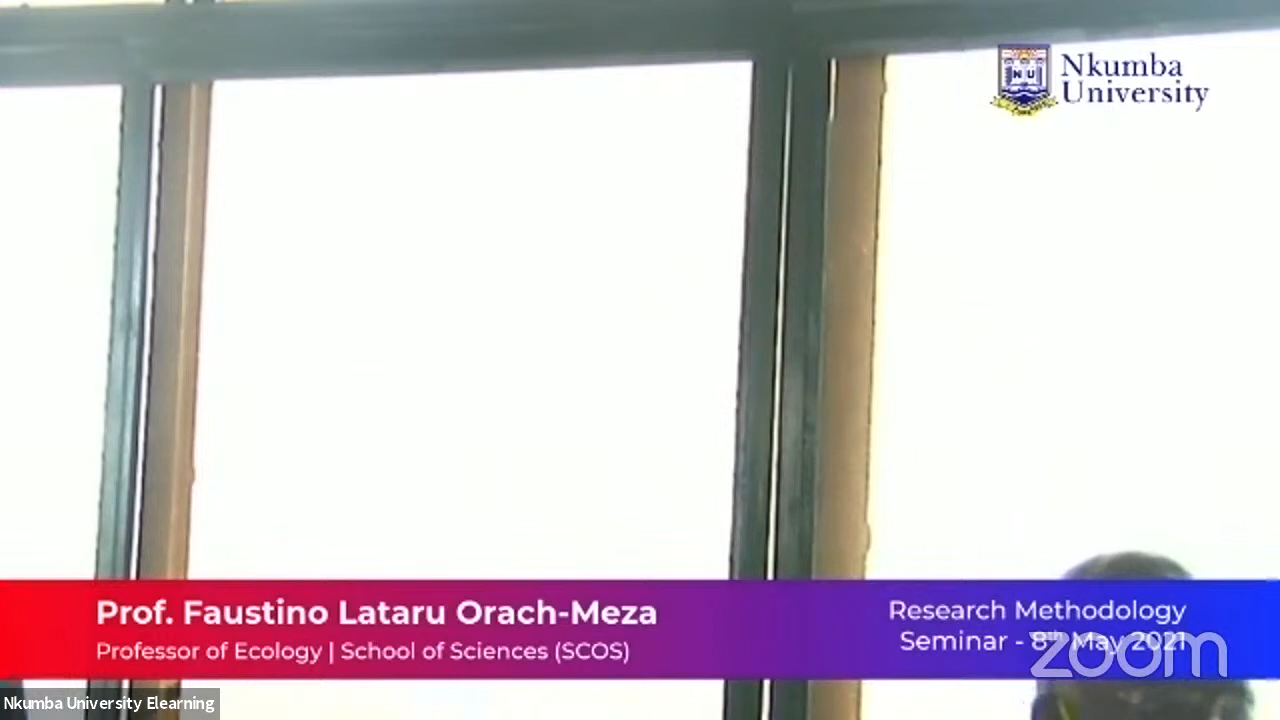 NU
Nkumba
University
Prof. Faustino Lataru Orach-Meza
Professor of Ecology | School of Sciences (SCOS)
Research Methodology
Seminar - 8th May 2021
zoom
Nkumba University Elearning